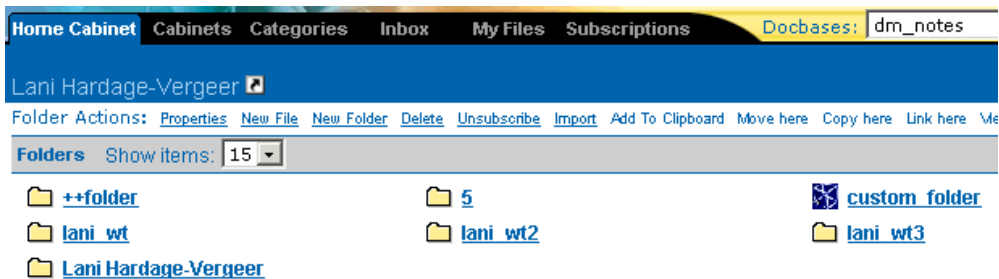 Home Cabinet Cabinets Categories Inbox My Files Subscriptions Docbases: dm_notes
Lani Hardage-Vergeer
Folder Actions: Properties New File New Folder Delete Unsubscribe Import Add To Clipboard Move here Copy here Link here
Folders Show items: 15
++folder 5 custom_folder
lani_wt lani_wt2 lani_wt3
Lani Hardage-Vergeer